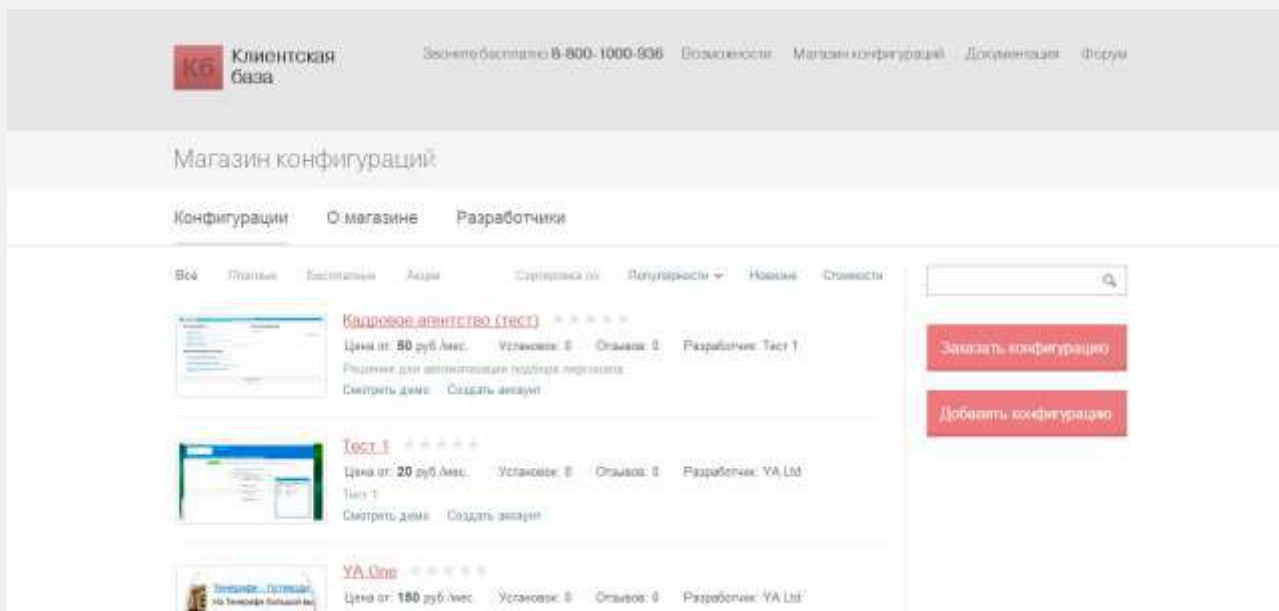 Кб Клиентская база
Звоните бесплатно 8-800-1000-936 Возможности Магазин конфигураций Документация Форум
Магазин конфигураций
Конфигурации О магазине Разработчики
Все Платные Бесплатные Акции Сортировка по: Популярности Новизне Стоимости
Кадровое агентство (тест)
Цена от: 50 руб./мес. Установок: 0 Отзывов: 0 Разработчик: Тест 1
Решение для автоматизации подбора персонала
Смотреть демо Создать аккаунт
Заказать конфигурацию
Добавить конфигурацию
Тест 1
Цена от: 20 руб./мес. Установок: 0 Отзывов: 0 Разработчик: YA Ltd
Тест 1
Смотреть демо Создать аккаунт
YA.One
Цена от: 150 руб./мес. Установок: 0 Отзывов: 0 Разработчик: YA Ltd